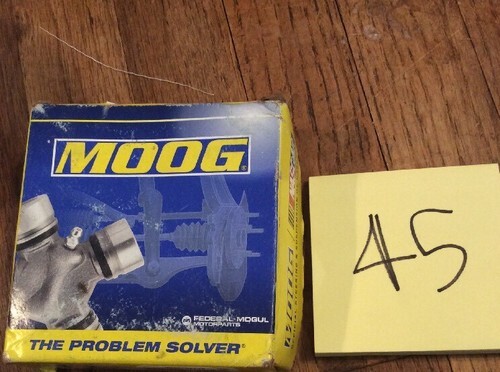 MOOG
FEDERAL-MOGUL
MOTORPARTS
THE PROBLEM SOLVER®
45